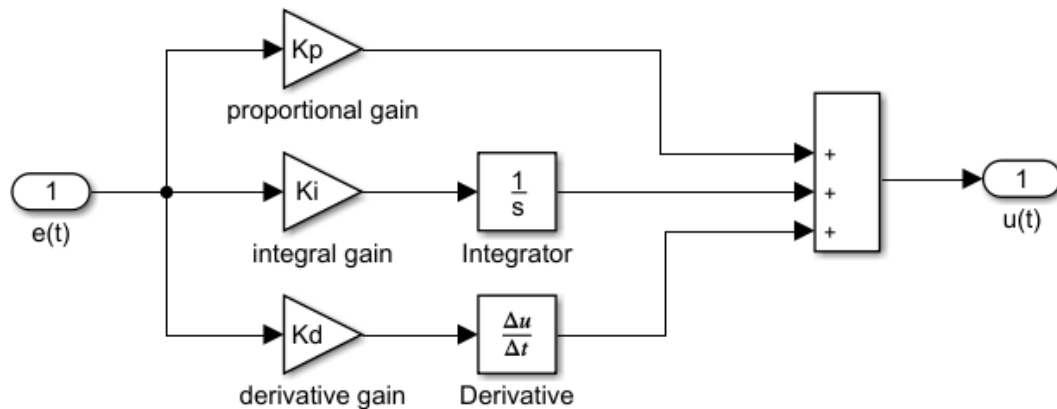 Kp
proportional gain
1
e(t)
Ki
integral gain
1
s
Integrator
Kd
derivative gain
Δu
Δt
Derivative
+
+
+
1
u(t)